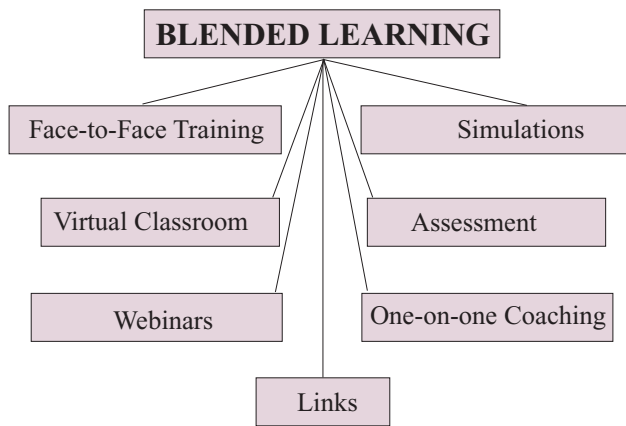 BLENDED LEARNING
Face-to-Face Training
Simulations
Virtual Classroom
Assessment
Webinars
One-on-one Coaching
Links